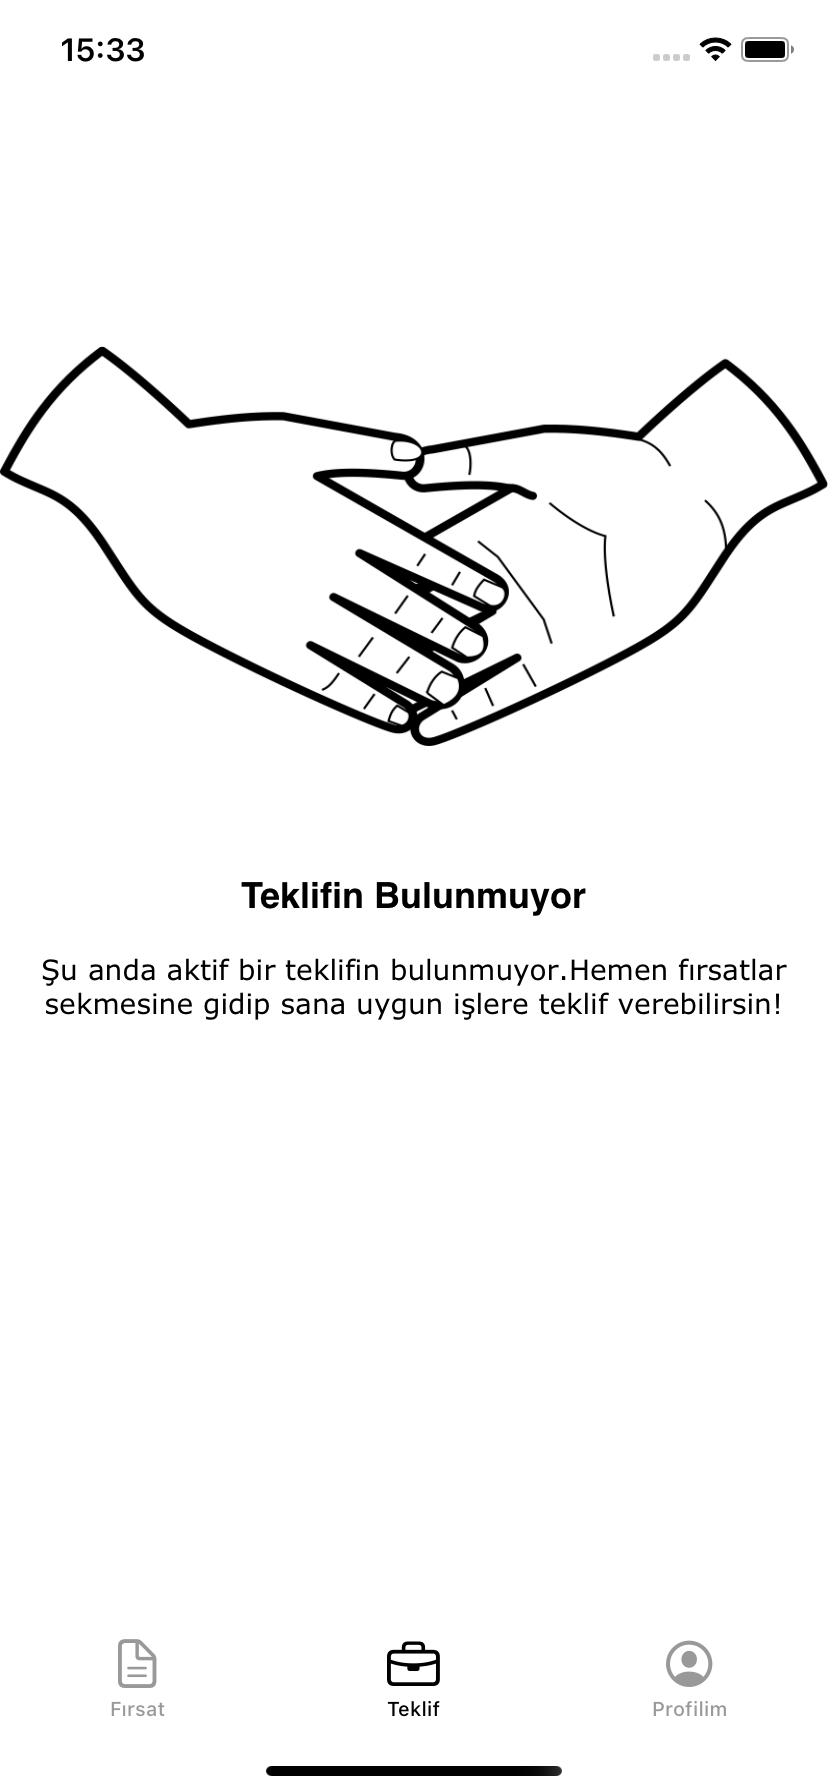 15:33
Teklifin Bulunmuyor
Şu anda aktif bir teklifin bulunmuyor.Hemen fırsatlar
sekmesine gidip sana uygun işlere teklif verebilirsin!
Fırsat
Teklif
Profilim